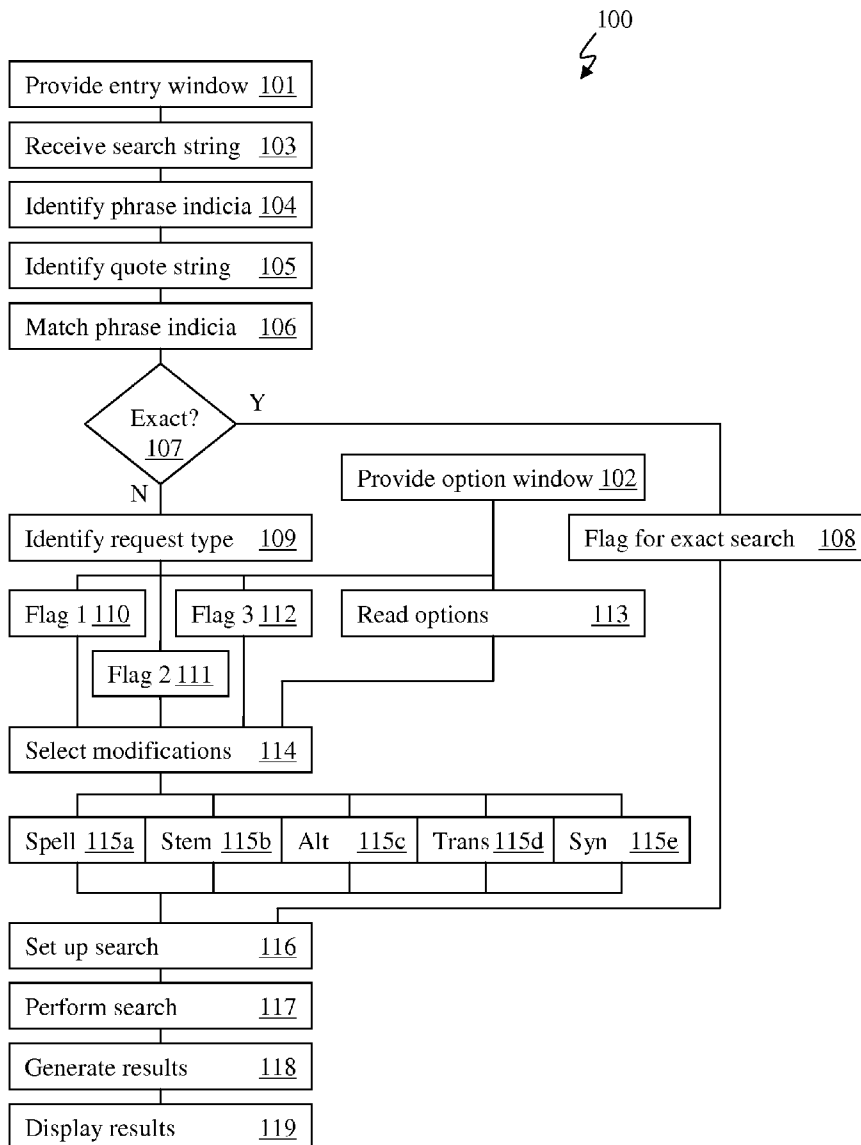 100
Provide entry window 101
Receive search string 103
Identify phrase indicia 104
Identify quote string 105
Match phrase indicia 106
Y
Exact?
107
N
Provide option window 102
Identify request type 109
Flag for exact search 108
Flag 1 110
Flag 3 112
Read options 113
Flag 2 111
Select modifications 114
Spell 115a
Stem 115b
Alt 115c
Trans 115d
Syn 115e
Set up search 116
Perform search 117
Generate results 118
Display results 119